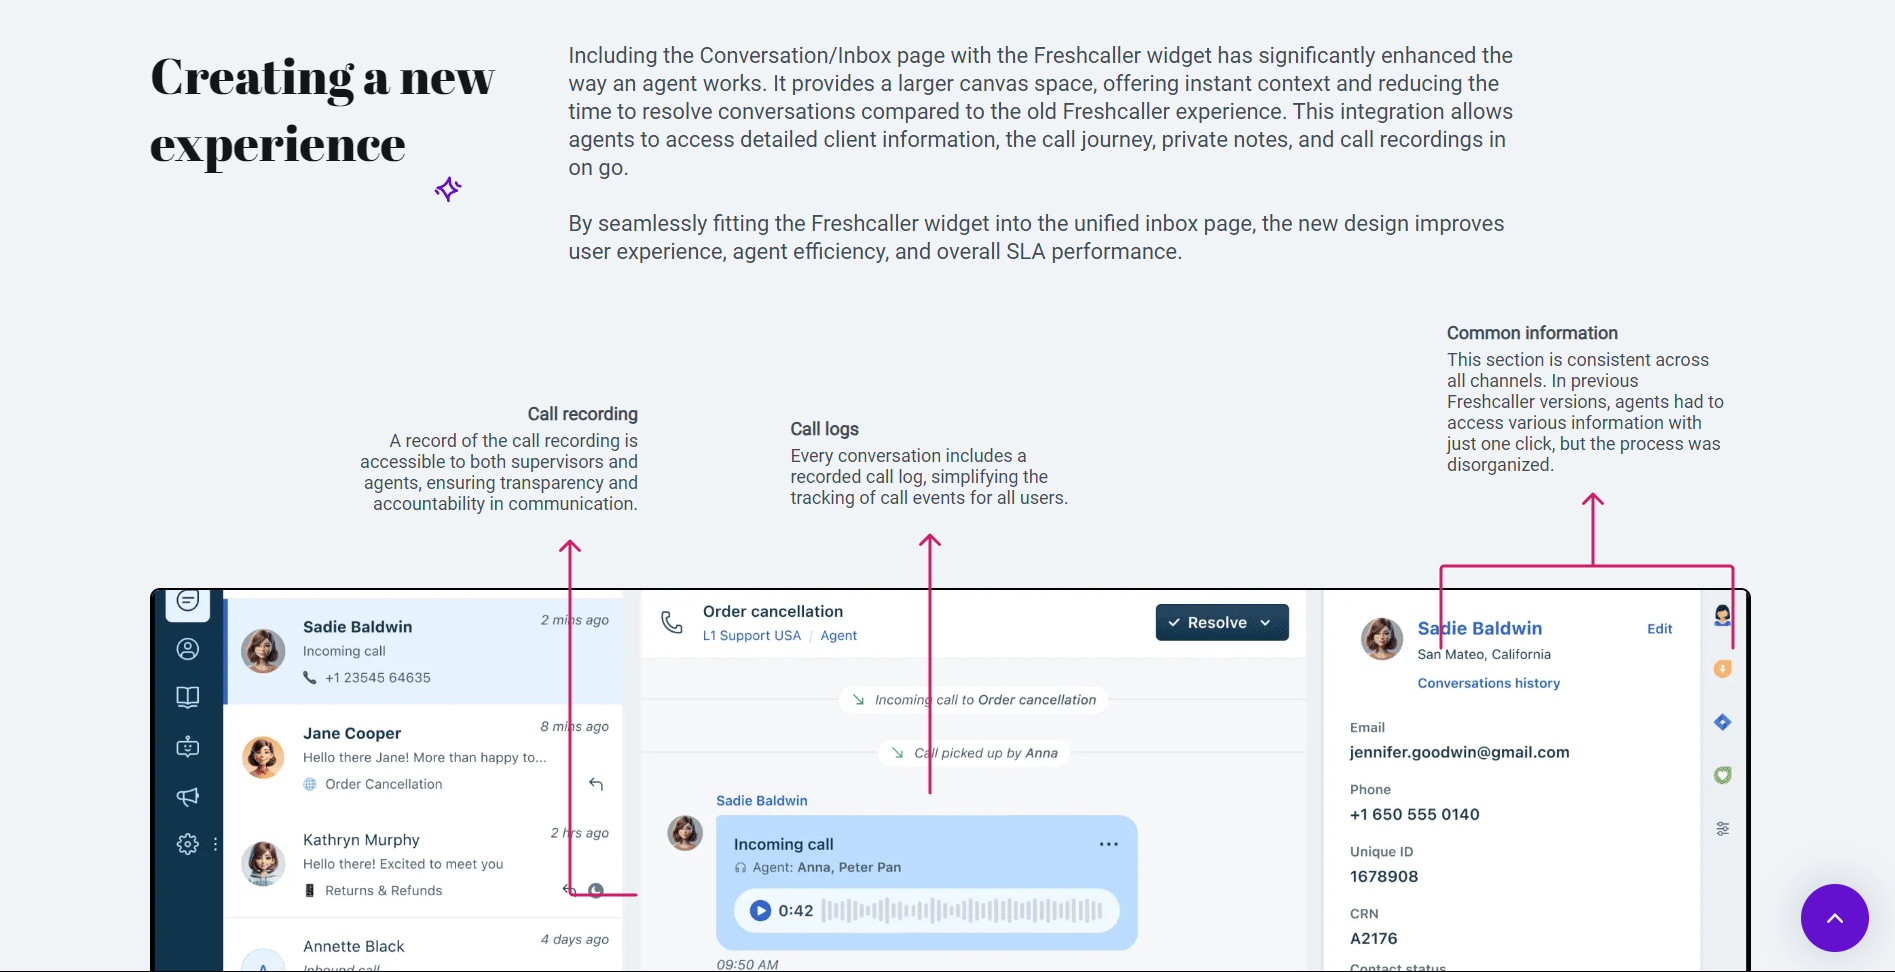 Creating a new
experience
Including the Conversation/Inbox page with the Freshcaller widget has significantly enhanced the
way an agent works. It provides a larger canvas space, offering instant context and reducing the
time to resolve conversations compared to the old Freshcaller experience. This integration allows
agents to access detailed client information, the call journey, private notes, and call recordings in
on go.
By seamlessly fitting the Freshcaller widget into the unified inbox page, the new design improves
user experience, agent efficiency, and overall SLA performance.
Call recording
A record of the call recording is
accessible to both supervisors and
agents, ensuring transparency and
accountability in communication.
Call logs
Every conversation includes a
recorded call log, simplifying the
tracking of call events for all users.
Common information
This section is consistent across
all channels. In previous
Freshcaller versions, agents had to
access various information with
just one click, but the process was
disorganized.
Sadie Baldwin
2 mins ago
Incoming call
+1 23545 64635
Jane Cooper
8 mins ago
Hello there Jane! More than happy to...
Order Cancellation
Kathryn Murphy
2 hrs ago
Hello there! Excited to meet you
Returns & Refunds
Annette Black
4 days ago
A
Inbound call
Order cancellation
L1 Support USA / Agent
Resolve
Incoming call to Order cancellation
Call picked up by Anna
Sadie Baldwin
Incoming call
Agent: Anna, Peter Pan
0:42
09:50 AM
Sadie Baldwin
Edit
San Mateo, California
Conversations history
Email
jennifer.goodwin@gmail.com
Phone
+1 650 555 0140
Unique ID
1678908
CRN
A2176
Contact status